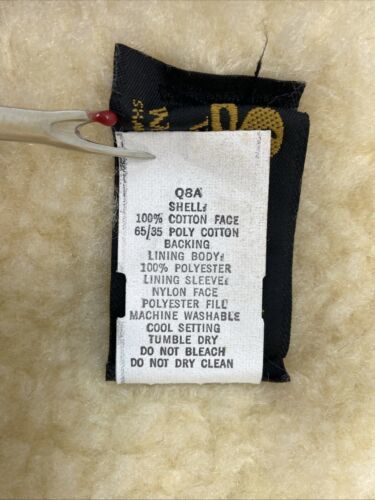 Q8A
SHELL:
100% COTTON FACE
65/35 POLY COTTON
BACKING
LINING BODY:
100% POLYESTER
LINING SLEEVE:
NYLON FACE
POLYESTER FILL
MACHINE WASHABLE
COOL SETTING
TUMBLE DRY
DO NOT BLEACH
DO NOT DRY CLEAN